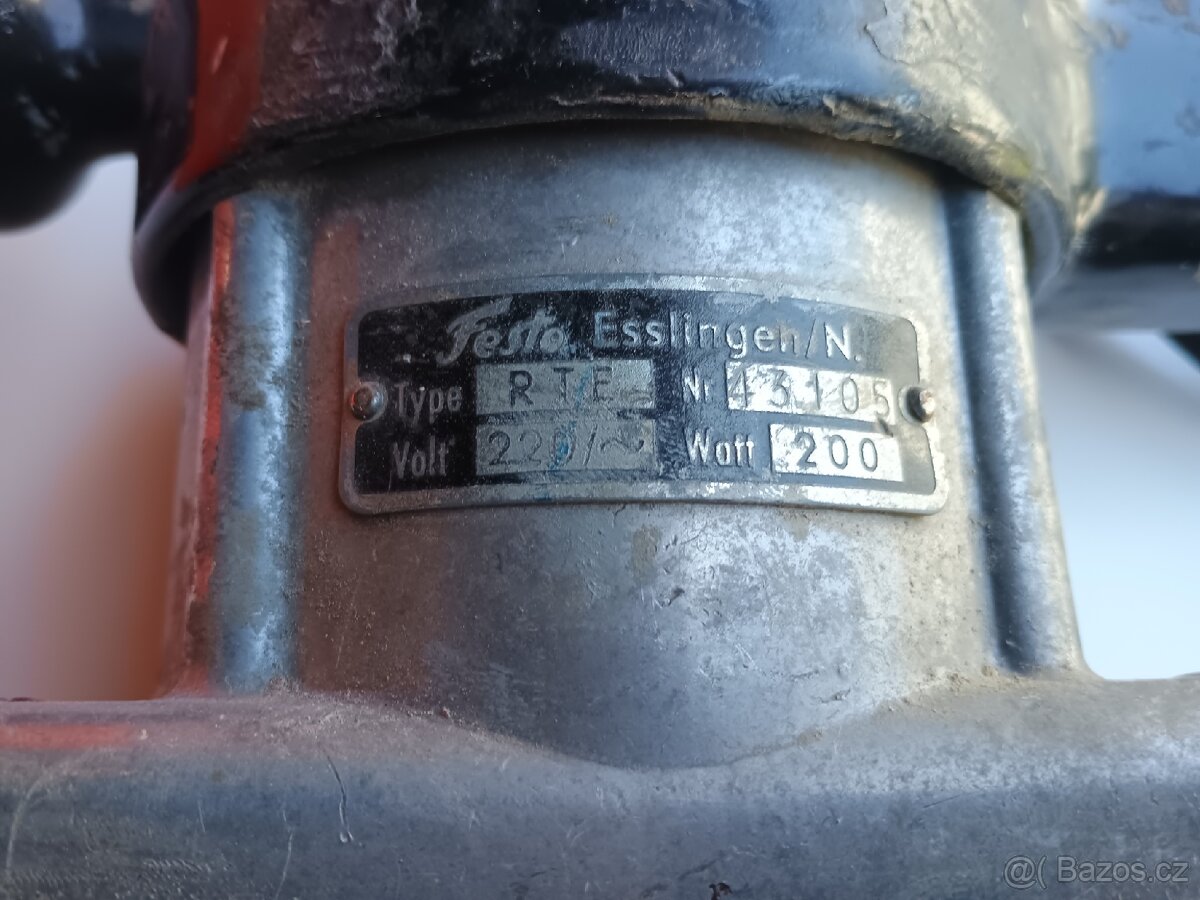 Festo Esslingen/N.
Type RTE Nr 43105
Volt 220/~ Watt 200
@( Bazos.cz